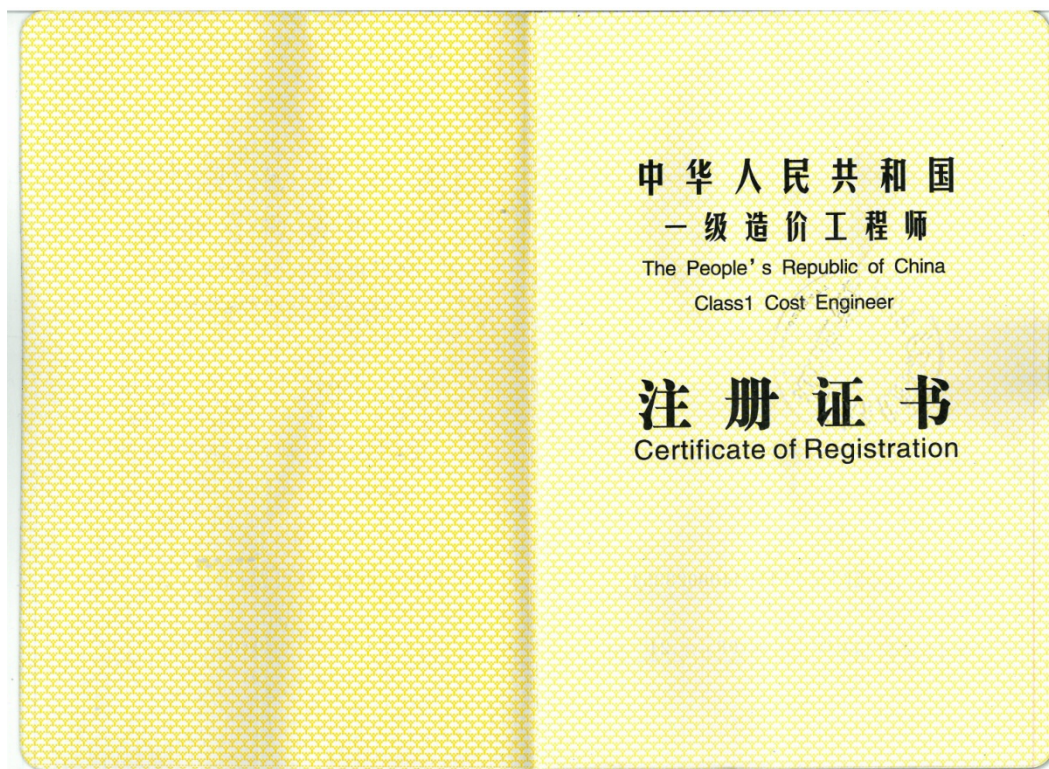 中华人民共和国
一级造价工程师
The People's Republic of China
Class1 Cost Engineer
注册证书
Certificate of Registration